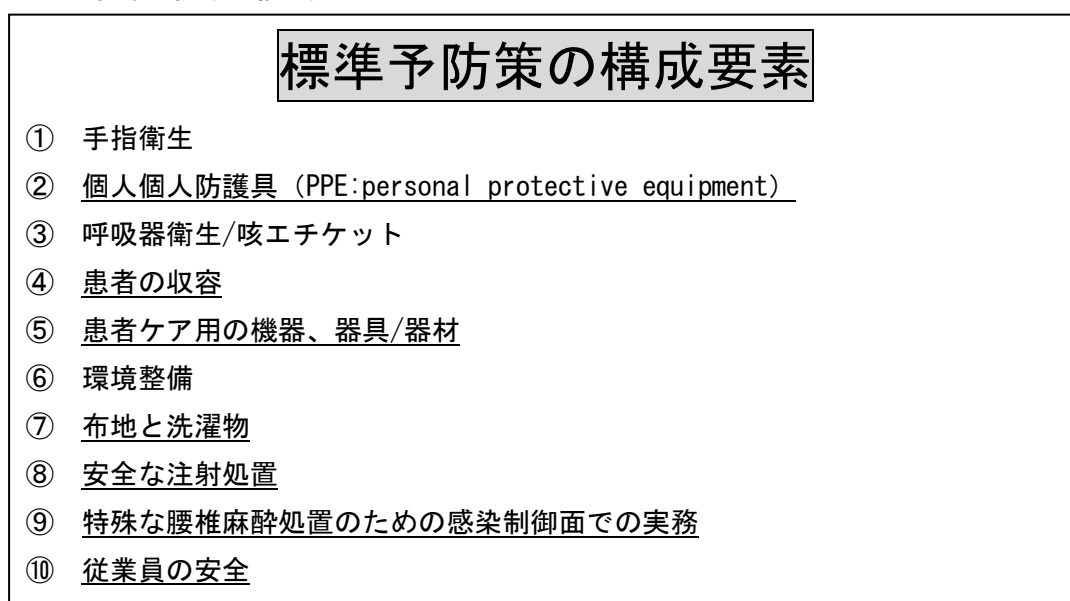 標準予防策の構成要素
① 手指衛生
② 個人個人防護具（PPE:personal protective equipment）
③ 呼吸器衛生/咳エチケット
④ 患者の収容
⑤ 患者ケア用の機器、器具/器材
⑥ 環境整備
⑦ 布地と洗濯物
⑧ 安全な注射処置
⑨ 特殊な腰椎麻酔処置のための感染制御面での実務
⑩ 従業員の安全